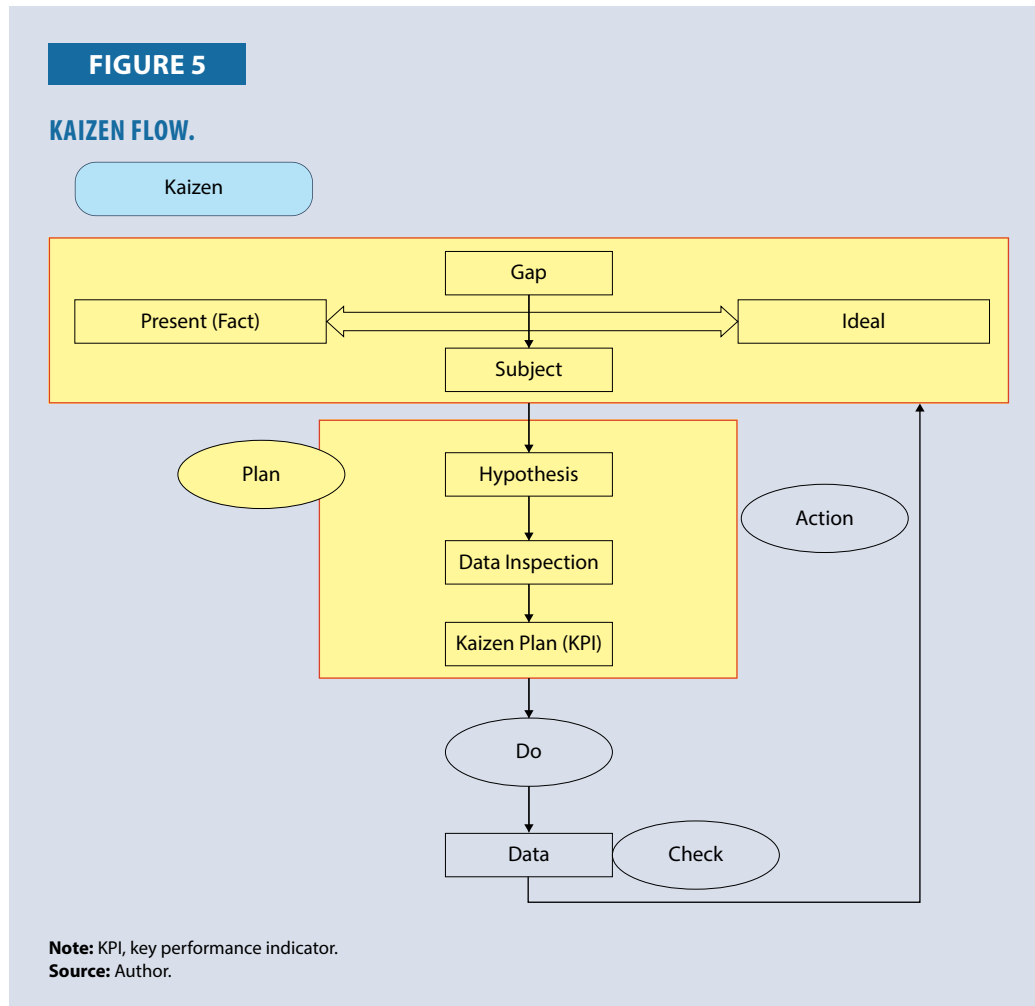 FIGURE 5
KAIZEN FLOW.
Kaizen
Gap
Present (Fact)
Ideal
Subject
Plan
Hypothesis
Action
Data Inspection
Kaizen Plan (KPI)
Do
Data
Check
Note: KPI, key performance indicator.
Source: Author.